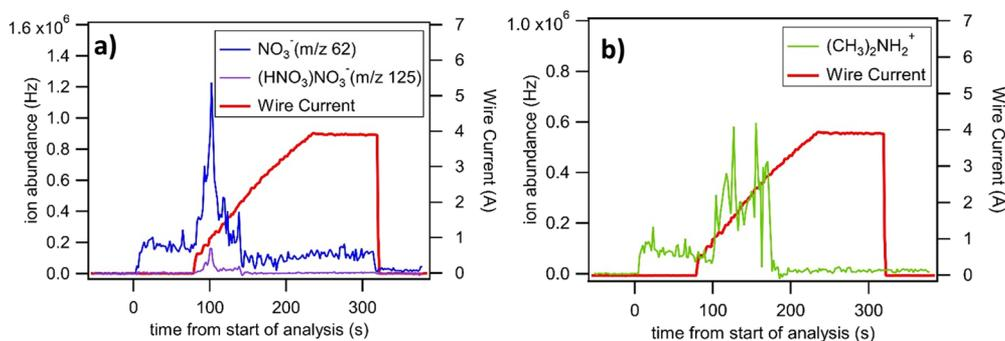 a)
1.6 x10⁶
1.4
1.2
1.0
0.8
0.6
0.4
0.2
0.0
ion abundance (Hz)
NO₃⁻(m/z 62)
(HNO₃)NO₃⁻(m/z 125)
Wire Current
7
6
5
4
3
2
1
0
Wire Current (A)
0 100 200 300
time from start of analysis (s)
b)
1.0 x10⁶
0.8
0.6
0.4
0.2
0.0
ion abundance (Hz)
(CH₃)₂NH₂⁺
Wire Current
7
6
5
4
3
2
1
0
Wire Current (A)
0 100 200 300
time from start of analysis (s)